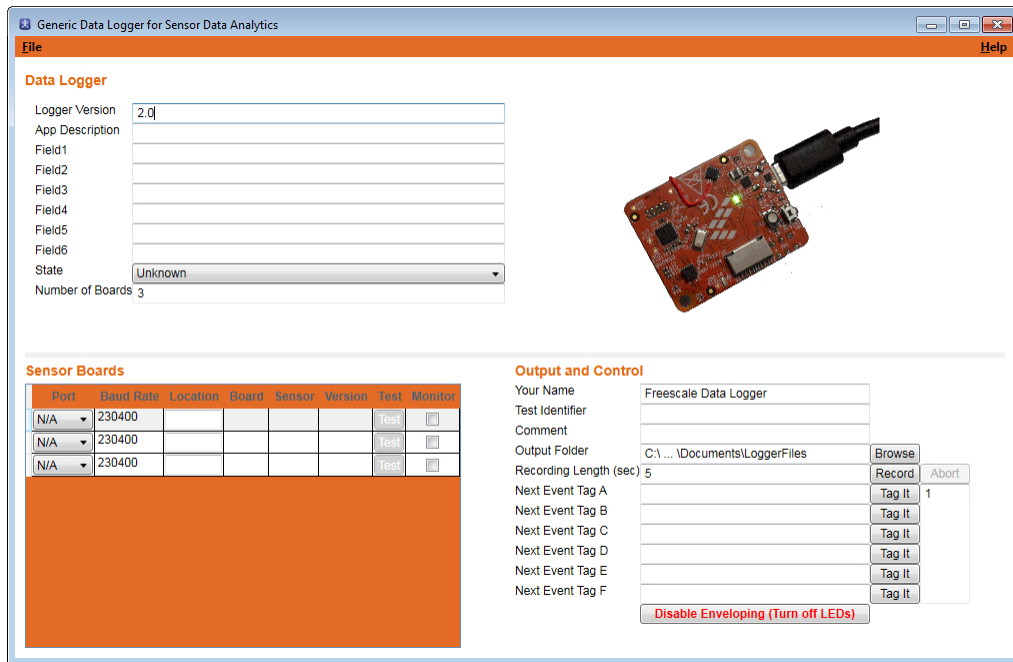 Generic Data Logger for Sensor Data Analytics
File Help
Data Logger
Logger Version 2.0
App Description
Field1
Field2
Field3
Field4
Field5
Field6
State Unknown
Number of Boards 3
Sensor Boards
Port Baud Rate Location Board Sensor Version Test Monitor
N/A 230400 Test
N/A 230400 Test
N/A 230400 Test
Output and Control
Your Name Freescale Data Logger
Test Identifier
Comment
Output Folder C:\ ... \Documents\LoggerFiles Browse
Recording Length (sec) 5 Record Abort
Next Event Tag A Tag It 1
Next Event Tag B Tag It
Next Event Tag C Tag It
Next Event Tag D Tag It
Next Event Tag E Tag It
Next Event Tag F Tag It
Disable Enveloping (Turn off LEDs)